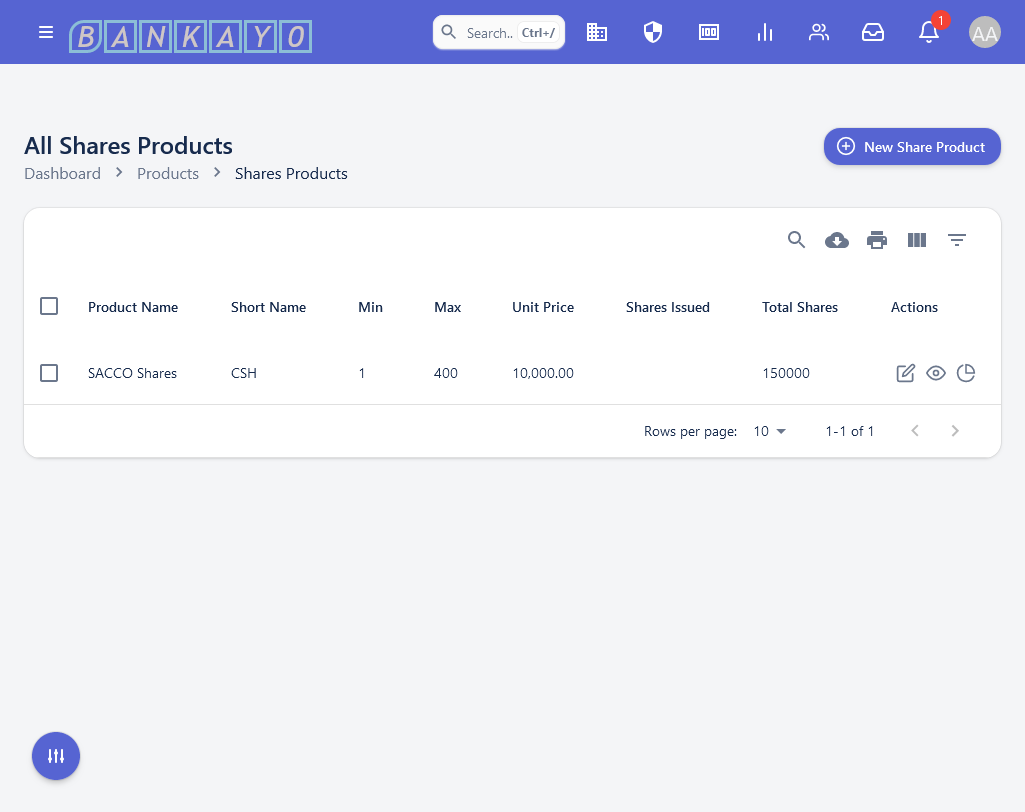 BANKAYO
Search.. Ctrl+/
1
AA
All Shares Products
Dashboard > Products > Shares Products
New Share Product
Product Name Short Name Min Max Unit Price Shares Issued Total Shares Actions
SACCO Shares CSH 1 400 10,000.00 150000
Rows per page: 10 1-1 of 1